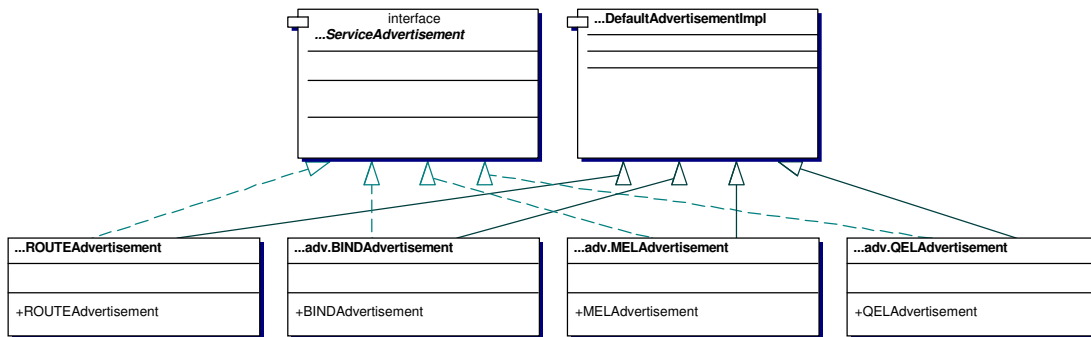 interface
...ServiceAdvertisement
...DefaultAdvertisementImpl
...ROUTEAdvertisement
+ROUTEAdvertisement
...adv.BINDAdvertisement
+BINDAdvertisement
...adv.MELAdvertisement
+MELAdvertisement
...adv.QELAdvertisement
+QELAdvertisement